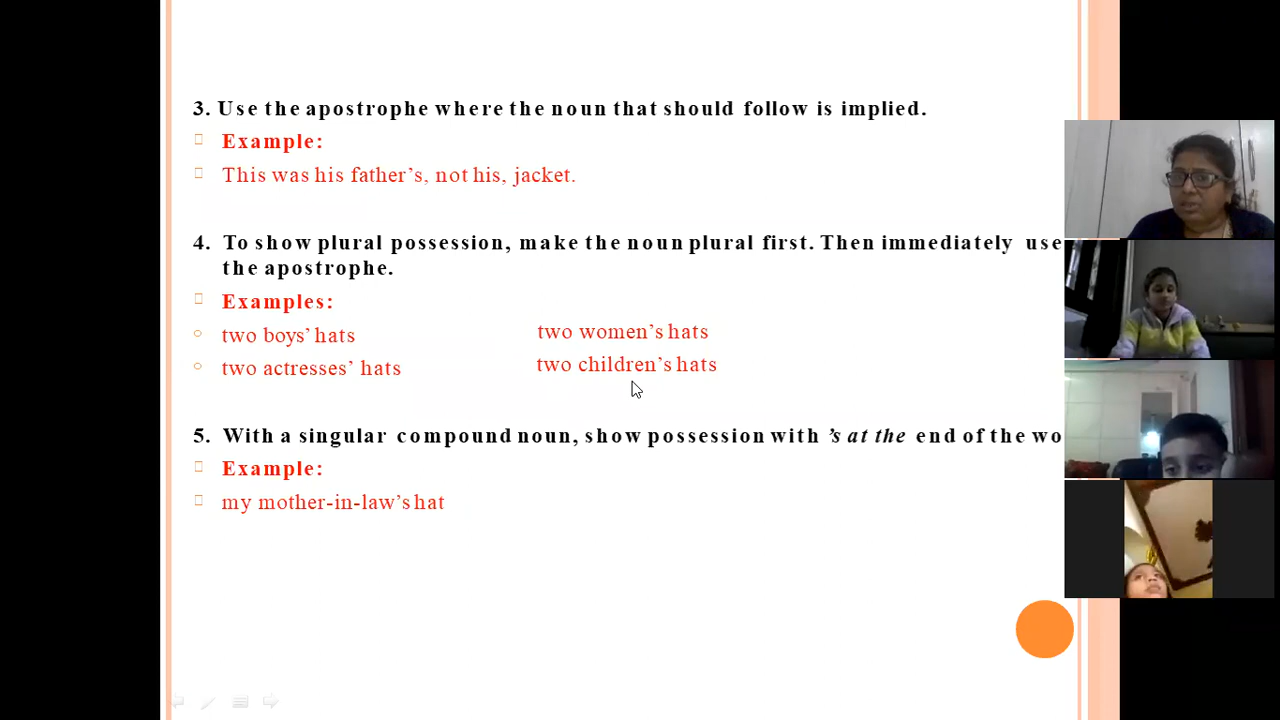 3. Use the apostrophe where the noun that should follow is implied.
Example:
This was his father's, not his, jacket.
4. To show plural possession, make the noun plural first. Then immediately use
the apostrophe.
Examples:
two boys' hats two women's hats
two actresses' hats two children's hats
5. With a singular compound noun, show possession with 's at the end of the wo
Example:
my mother-in-law's hat